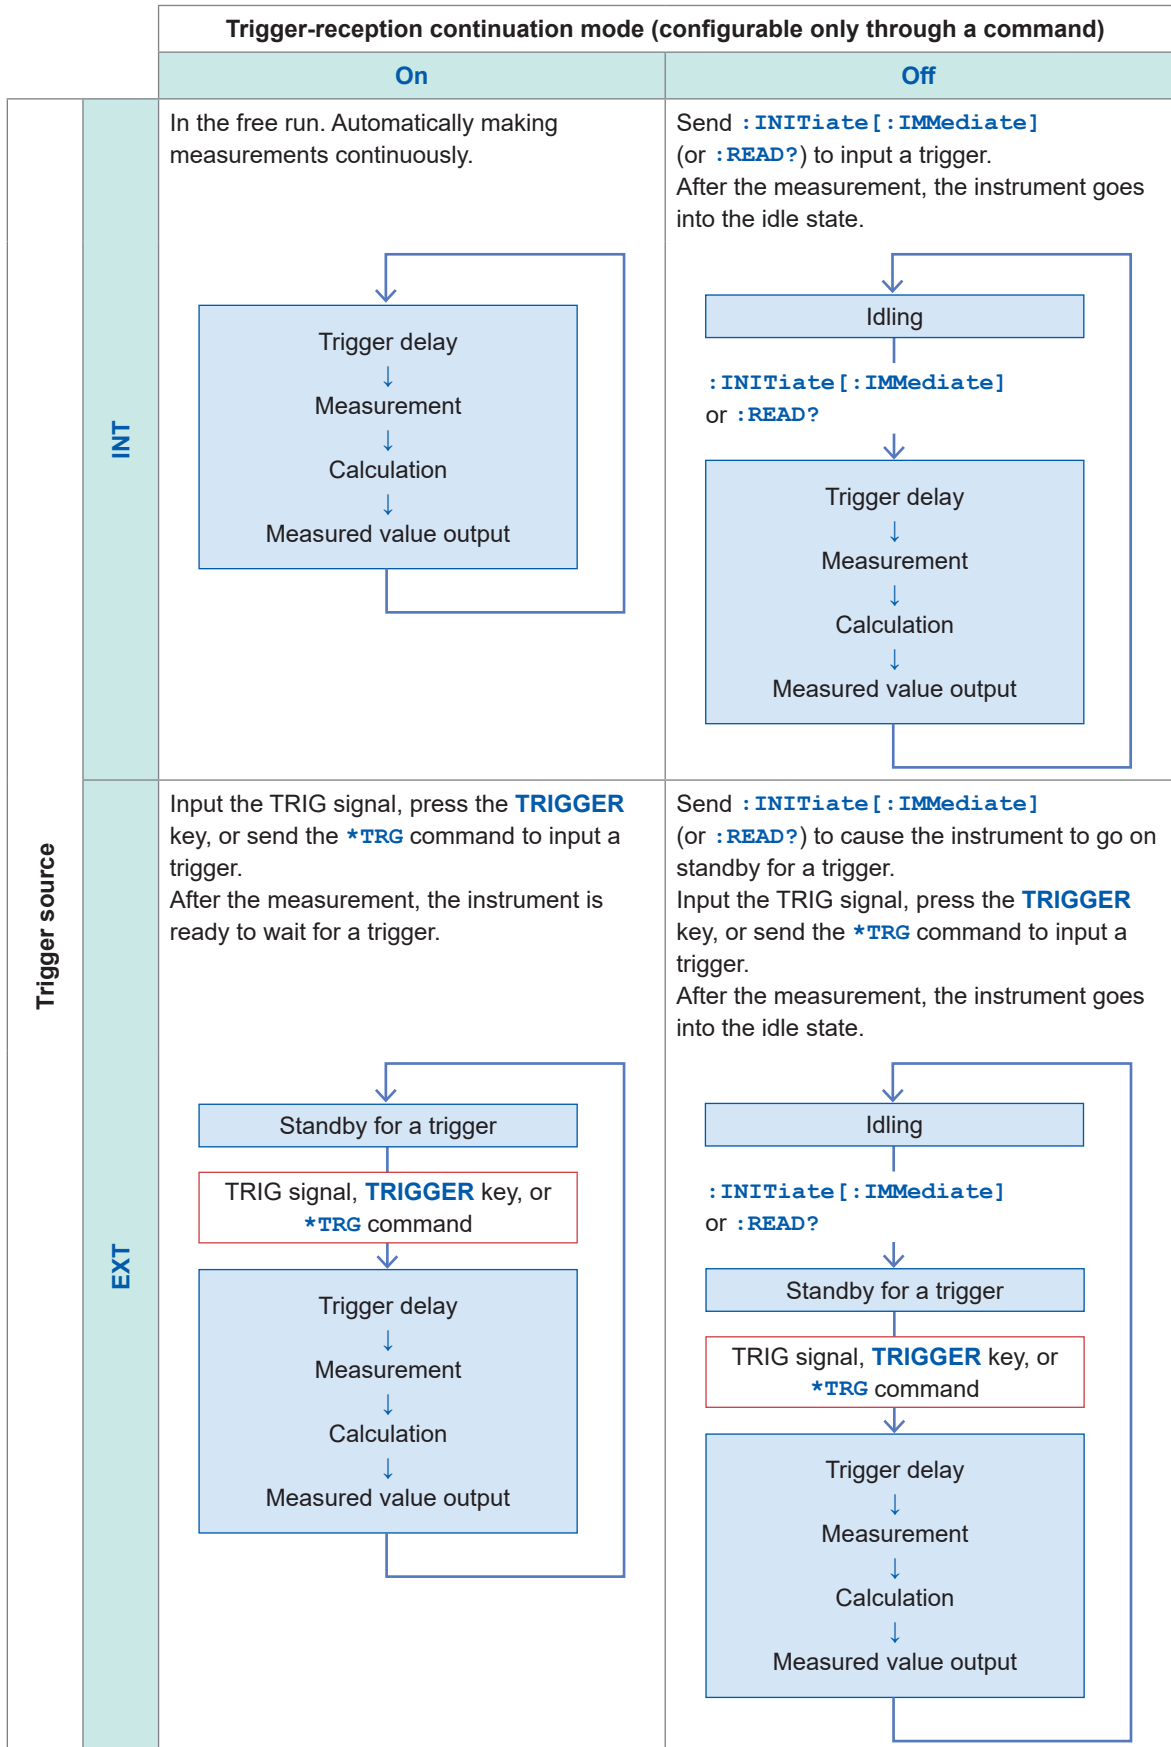 Trigger-reception continuation mode (configurable only through a command)
On
Off
Trigger source
INT
In the free run. Automatically making
measurements continuously.
Trigger delay
↓
Measurement
↓
Calculation
↓
Measured value output
Send :INITiate[:IMMediate]
(or :READ?) to input a trigger.
After the measurement, the instrument goes
into the idle state.
Idling
:INITiate[:IMMediate]
or :READ?
Trigger delay
↓
Measurement
↓
Calculation
↓
Measured value output
EXT
Input the TRIG signal, press the TRIGGER
key, or send the *TRG command to input a
trigger.
After the measurement, the instrument is
ready to wait for a trigger.
Standby for a trigger
TRIG signal, TRIGGER key, or
*TRG command
Trigger delay
↓
Measurement
↓
Calculation
↓
Measured value output
Send :INITiate[:IMMediate]
(or :READ?) to cause the instrument to go on
standby for a trigger.
Input the TRIG signal, press the TRIGGER
key, or send the *TRG command to input a
trigger.
After the measurement, the instrument goes
into the idle state.
Idling
:INITiate[:IMMediate]
or :READ?
Standby for a trigger
TRIG signal, TRIGGER key, or
*TRG command
Trigger delay
↓
Measurement
↓
Calculation
↓
Measured value output